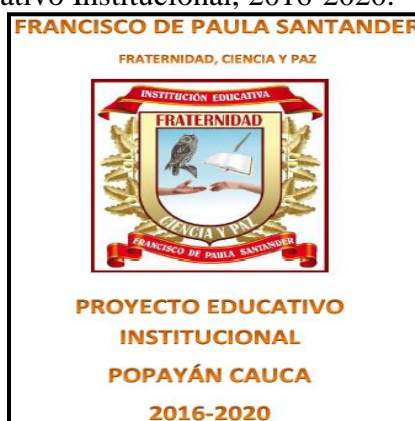 ativo Institucional, 2016-2020.
FRANCISCO DE PAULA SANTANDER
FRATERNIDAD, CIENCIA Y PAZ
INSTITUCIÓN EDUCATIVA
FRATERNIDAD
CIENCIA Y PAZ
FRANCISCO DE PAULA SANTANDER
PROYECTO EDUCATIVO
INSTITUCIONAL
POPAYÁN CAUCA
2016-2020